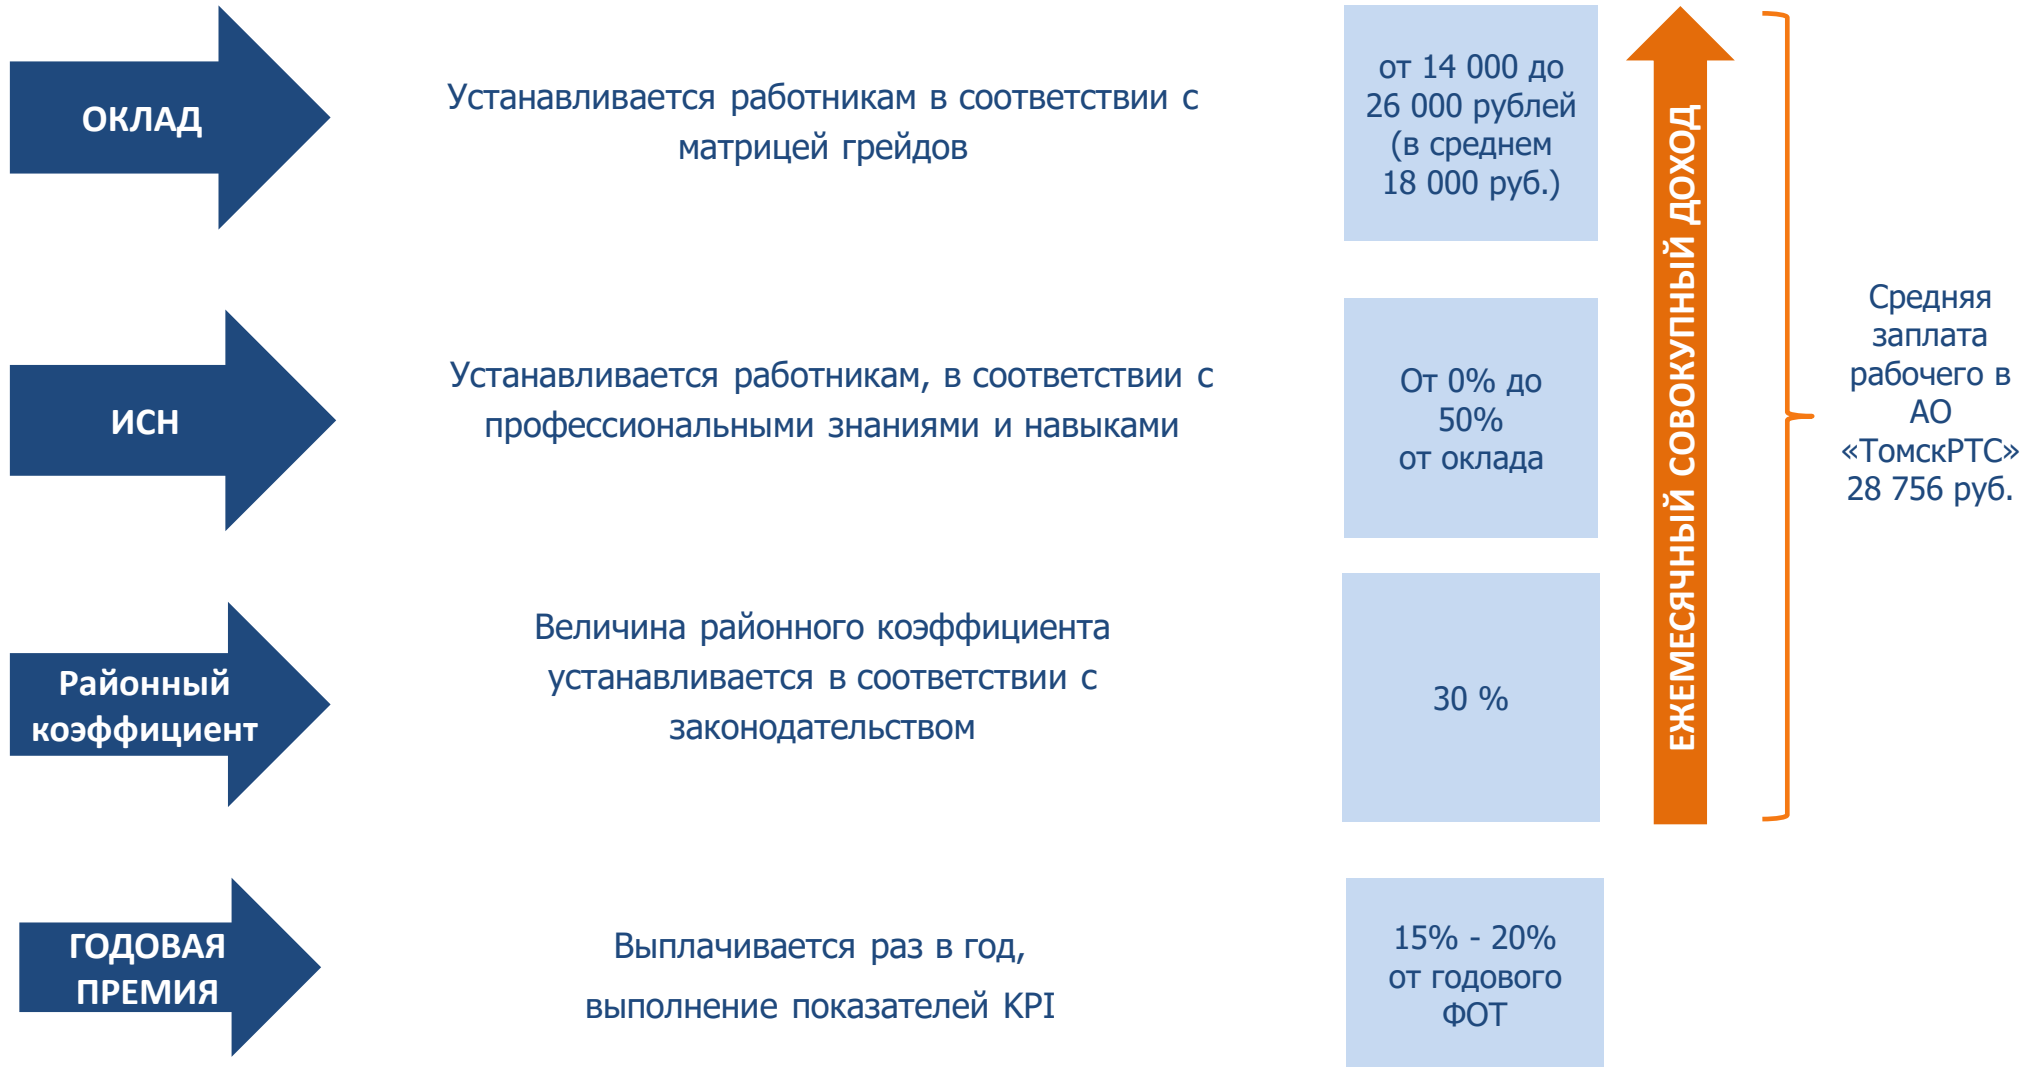 ОКЛАД
Устанавливается работникам в соответствии с
матрицей грейдов
от 14 000 до
26 000 рублей
(в среднем
18 000 руб.)
ИСН
Устанавливается работникам, в соответствии с
профессиональными знаниями и навыками
От 0% до
50%
от оклада
Районный
коэффициент
Величина районного коэффициента
устанавливается в соответствии с
законодательством
30 %
ГОДОВАЯ
ПРЕМИЯ
Выплачивается раз в год,
выполнение показателей KPI
15% - 20%
от годового
ФОТ
ЕЖЕМЕСЯЧНЫЙ СОВОКУПНЫЙ ДОХОД
Средняя
заплата
рабочего в
АО
«ТомскРТС»
28 756 руб.